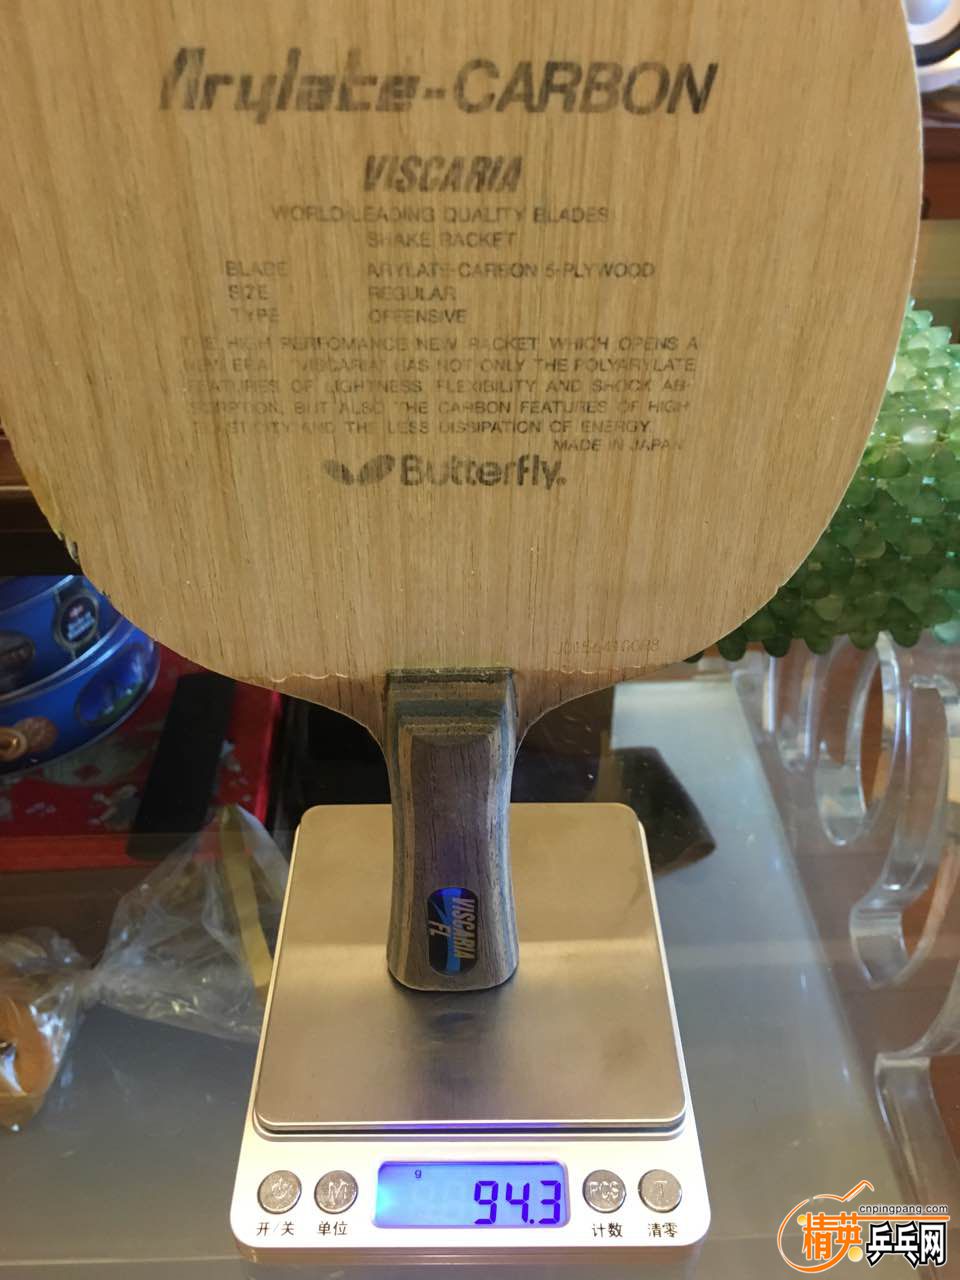 Arylate-CARBON
VISCARIA
WORLD-LEADING QUALITY BLADES
SHAKE RACKET
BLADE ARYLATE-CARBON 5-PLYWOOD
SIZE REGULAR
TYPE OFFENSIVE
THE HIGH PERFOMANCE NEW RACKET WHICH OPENS A
NEW ERA. "VISCARIA" HAS NOT ONLY THE POLYARYLATE
FEATURES OF LIGHTNESS, FLEXIBILITY AND SHOCK AB-
SORPTION, BUT ALSO THE CARBON FEATURES OF HIGH
ELASTICITY AND THE LESS DISSIPATION OF ENERGY.
MADE IN JAPAN
Butterfly®
VISCARIA
FL
g
94.3
M
PCS
T
开/关
单位
计数
清零
cnpingpang.com
精英乒乓网